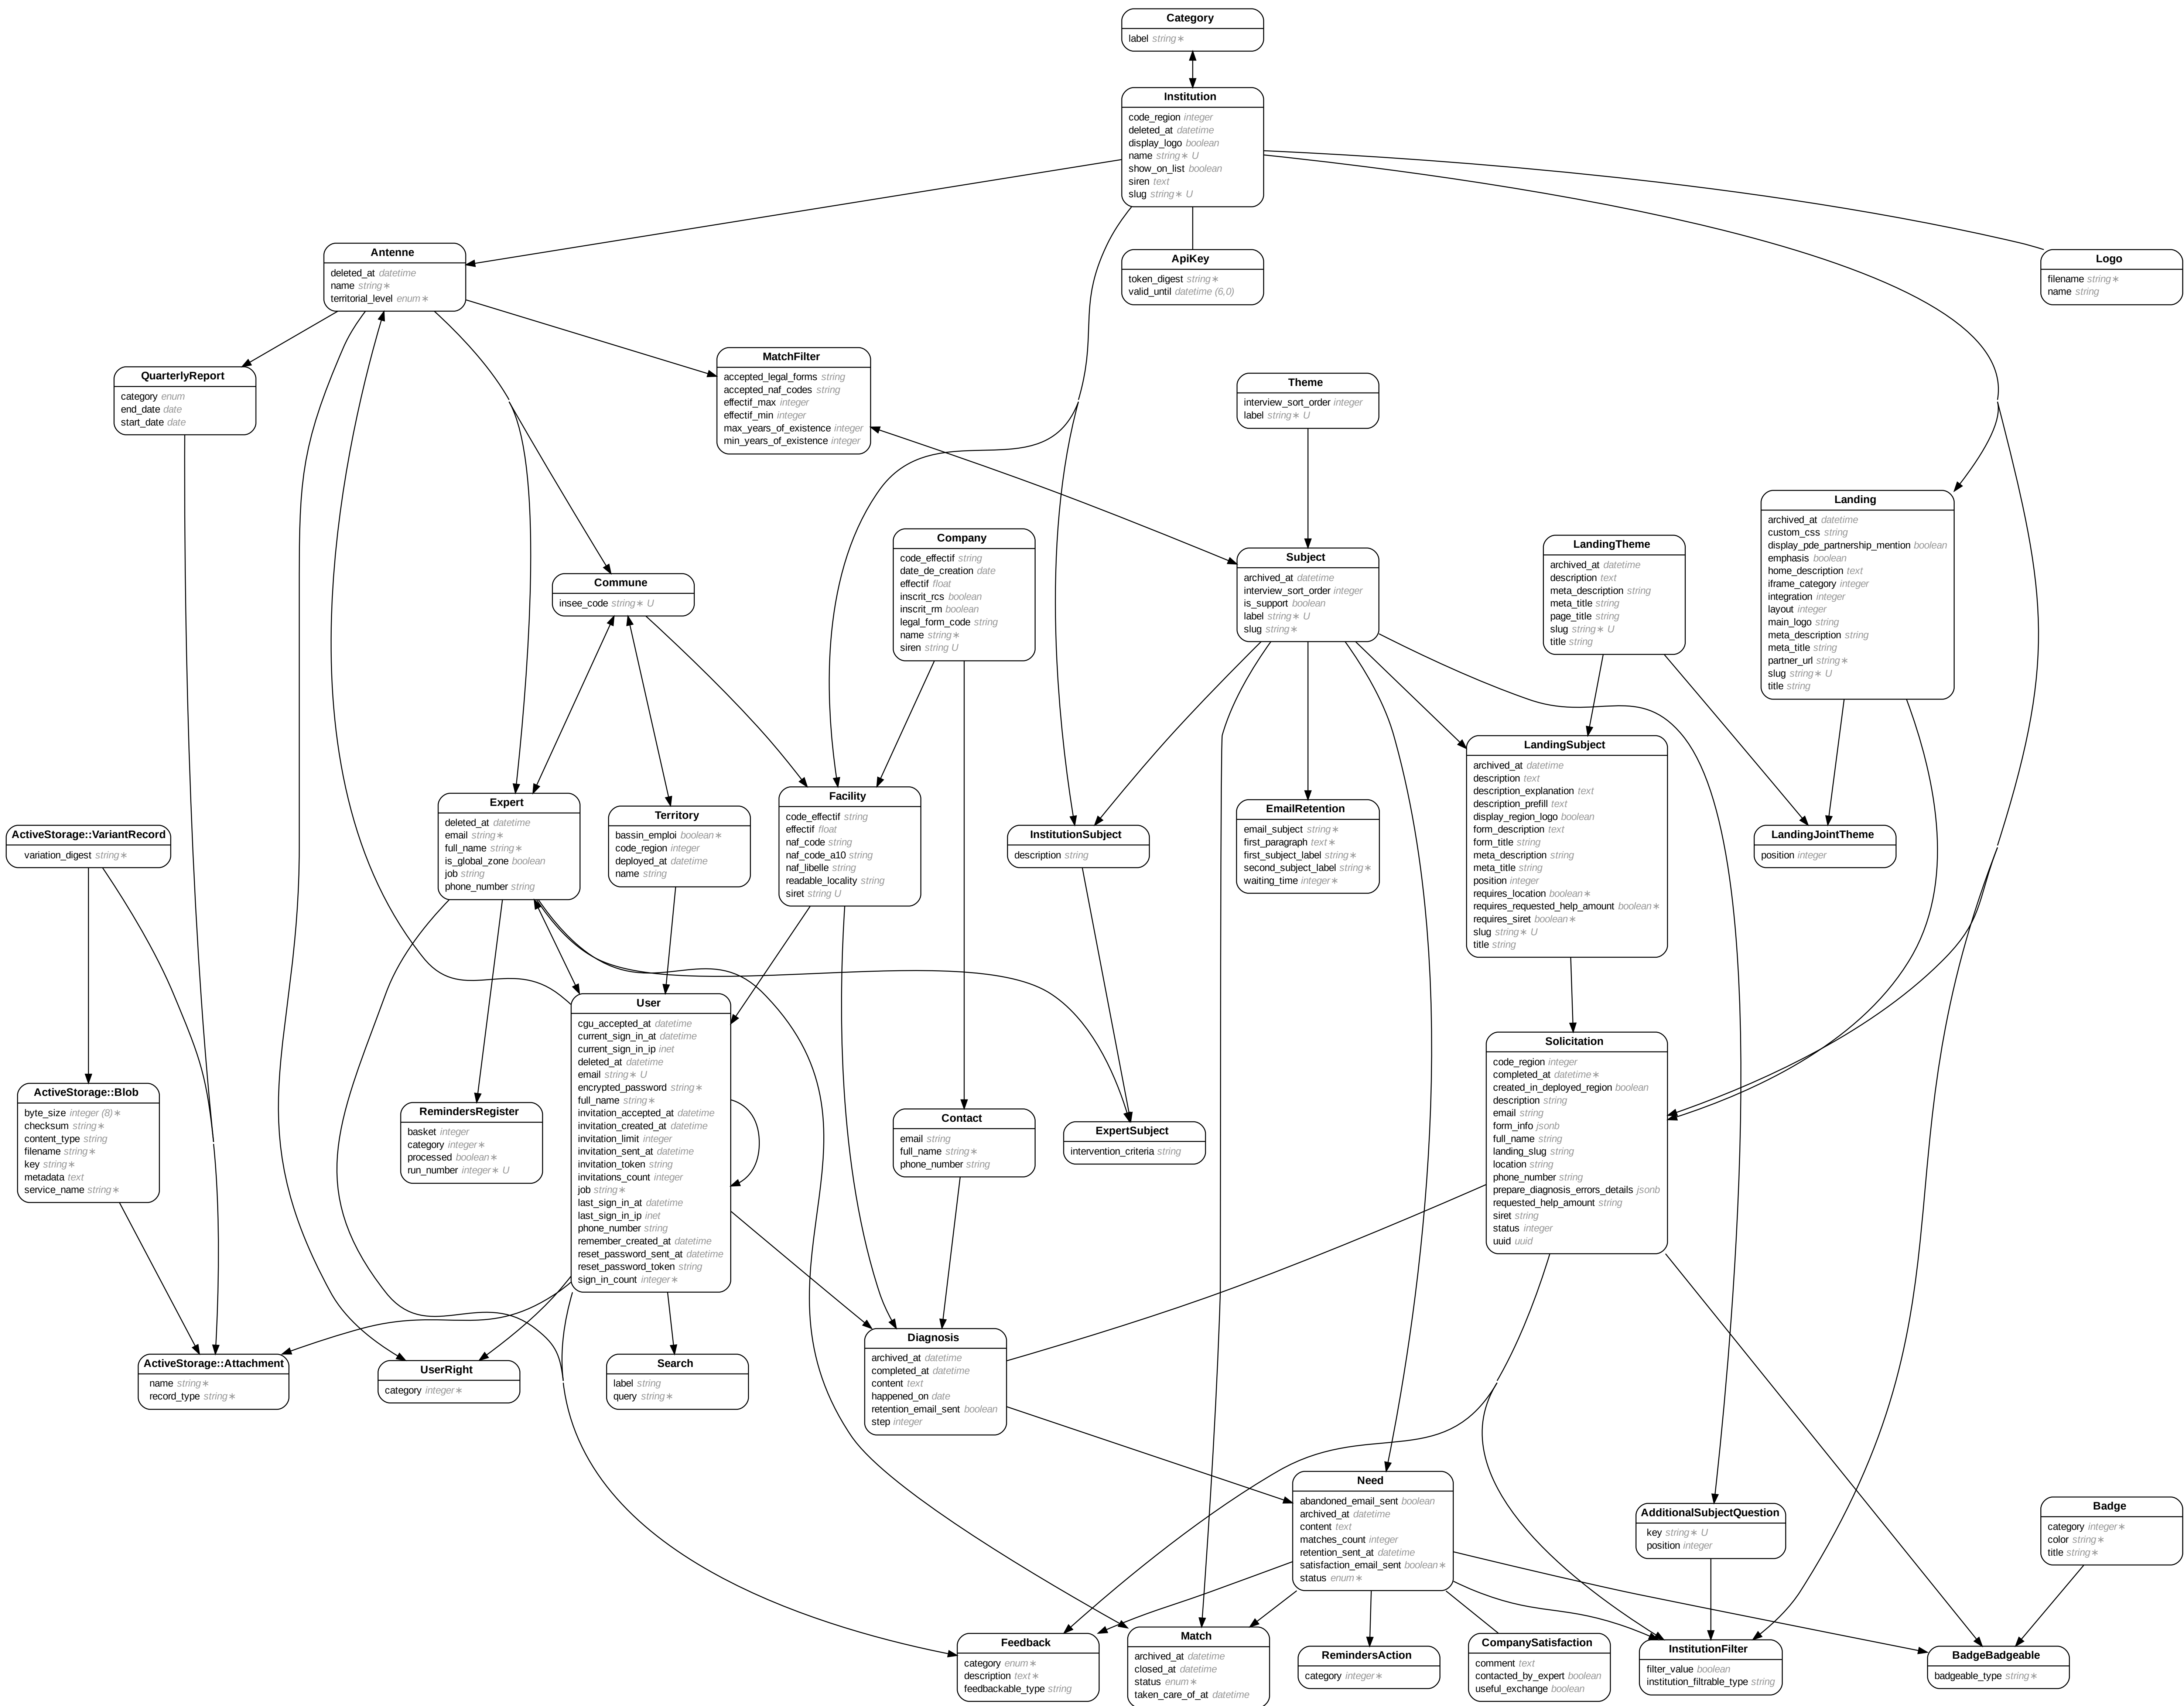 Category
label string∗
Institution
code_region integer
deleted_at datetime
display_logo boolean
name string∗ U
show_on_list boolean
siren text
slug string∗ U
Antenne
deleted_at datetime
name string∗
territorial_level enum∗
ApiKey
token_digest string∗
valid_until datetime (6,0)
Logo
filename string∗
name string
QuarterlyReport
category enum
end_date date
start_date date
MatchFilter
accepted_legal_forms string
accepted_naf_codes string
effectif_max integer
effectif_min integer
max_years_of_existence integer
min_years_of_existence integer
Theme
interview_sort_order integer
label string∗ U
Landing
archived_at datetime
custom_css string
display_pde_partnership_mention boolean
emphasis boolean
home_description text
iframe_category integer
integration integer
layout integer
main_logo string
meta_description string
meta_title string
partner_url string∗
slug string∗ U
title string
Company
code_effectif string
date_de_creation date
effectif float
inscrit_rcs boolean
inscrit_rm boolean
legal_form_code string
name string∗
siren string U
Subject
archived_at datetime
interview_sort_order integer
is_support boolean
label string∗ U
slug string∗
LandingTheme
archived_at datetime
description text
meta_description string
meta_title string
page_title string
slug string∗ U
title string
Commune
insee_code string∗ U
LandingSubject
archived_at datetime
description text
description_explanation text
description_prefill text
display_region_logo boolean
form_description text
form_title string
meta_description string
meta_title string
position integer
requires_location boolean∗
requires_requested_help_amount boolean∗
requires_siret boolean∗
slug string∗ U
title string
Expert
deleted_at datetime
email string∗
full_name string∗
is_global_zone boolean
job string
phone_number string
Territory
bassin_emploi boolean∗
code_region integer
deployed_at datetime
name string
Facility
code_effectif string
effectif float
naf_code string
naf_code_a10 string
naf_libelle string
readable_locality string
siret string U
InstitutionSubject
description string
EmailRetention
email_subject string∗
first_paragraph text∗
first_subject_label string∗
second_subject_label string∗
waiting_time integer∗
LandingJointTheme
position integer
ActiveStorage::VariantRecord
variation_digest string∗
User
cgu_accepted_at datetime
current_sign_in_at datetime
current_sign_in_ip inet
deleted_at datetime
email string∗ U
encrypted_password string∗
full_name string∗
invitation_accepted_at datetime
invitation_created_at datetime
invitation_limit integer
invitation_sent_at datetime
invitation_token string
invitations_count integer
job string∗
last_sign_in_at datetime
last_sign_in_ip inet
phone_number string
remember_created_at datetime
reset_password_sent_at datetime
reset_password_token string
sign_in_count integer∗
Solicitation
code_region integer
completed_at datetime∗
created_in_deployed_region boolean
description string
email string
form_info jsonb
full_name string
landing_slug string
location string
phone_number string
prepare_diagnosis_errors_details jsonb
requested_help_amount string
siret string
status integer
uuid uuid
ActiveStorage::Blob
byte_size integer (8)∗
checksum string∗
content_type string
filename string∗
key string∗
metadata text
service_name string∗
RemindersRegister
basket integer
category integer∗
processed boolean∗
run_number integer∗ U
Contact
email string
full_name string∗
phone_number string
ExpertSubject
intervention_criteria string
ActiveStorage::Attachment
name string∗
record_type string∗
UserRight
category integer∗
Search
label string
query string∗
Diagnosis
archived_at datetime
completed_at datetime
content text
happened_on date
retention_email_sent boolean
step integer
Need
abandoned_email_sent boolean
archived_at datetime
content text
matches_count integer
retention_sent_at datetime
satisfaction_email_sent boolean∗
status enum∗
AdditionalSubjectQuestion
key string∗ U
position integer
Badge
category integer∗
color string∗
title string∗
Feedback
category enum∗
description text∗
feedbackable_type string
Match
archived_at datetime
closed_at datetime
status enum∗
taken_care_of_at datetime
RemindersAction
category integer∗
CompanySatisfaction
comment text
contacted_by_expert boolean
useful_exchange boolean
InstitutionFilter
filter_value boolean
institution_filtrable_type string
BadgeBadgeable
badgeable_type string∗